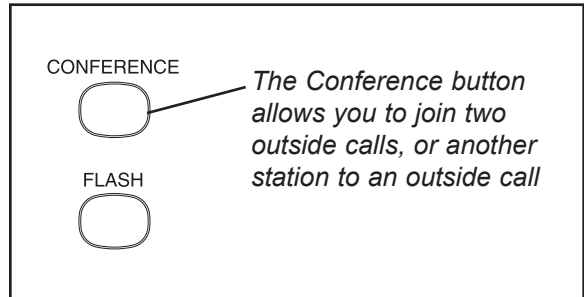 CONFERENCE
The Conference button
allows you to join two
outside calls, or another
station to an outside call
FLASH